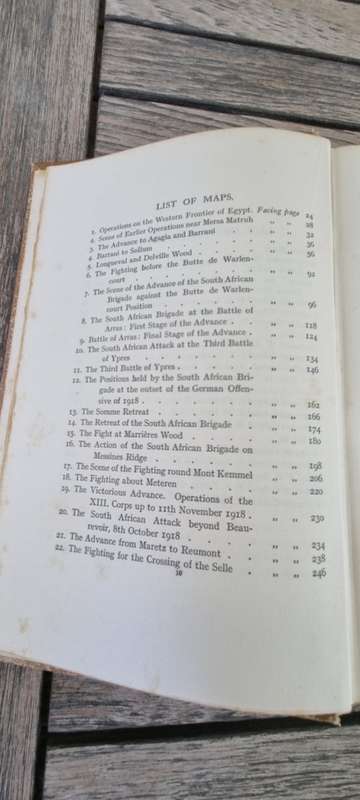 LIST OF MAPS.
1. Operations on the Western Frontier of Egypt. Facing page 24
2. Scene of Earlier Operations near Mersa Matruh " " 28
3. The Advance to Agagia and Barrani . . " " 32
4. Barrani to Sollum . . . . . " " 36
5. Longueval and Delville Wood . . . . " " 56
6. The Fighting before the Butte de Warlen-
court . . . . . . . " " 92
7. The Scene of the Advance of the South African
Brigade against the Butte de Warlen-
court Position . . . . . " " 96
8. The South African Brigade at the Battle of
Arras: First Stage of the Advance . . " " 118
9. Battle of Arras: Final Stage of the Advance . " " 124
10. The South African Attack at the Third Battle
of Ypres . . . . . . " " 134
11. The Third Battle of Ypres . . . . . " " 146
12. The Positions held by the South African Bri-
gade at the outset of the German Offen-
sive of 1918 . . . . . . " " 162
13. The Somme Retreat . . . . . " " 166
14. The Retreat of the South African Brigade " " 174
15. The Fight at Marrières Wood . . . . " " 180
16. The Action of the South African Brigade on
Messines Ridge . . . . . " " 198
17. The Scene of the Fighting round Mont Kemmel " " 206
18. The Fighting about Meteren . . . . " " 220
19. The Victorious Advance. Operations of the
XIII. Corps up to 11th November 1918 . " " 230
20. The South African Attack beyond Beau-
revoir, 8th October 1918 . . . . " " 234
21. The Advance from Maretz to Reumont . . " " 238
22. The Fighting for the Crossing of the Selle . " " 246
10